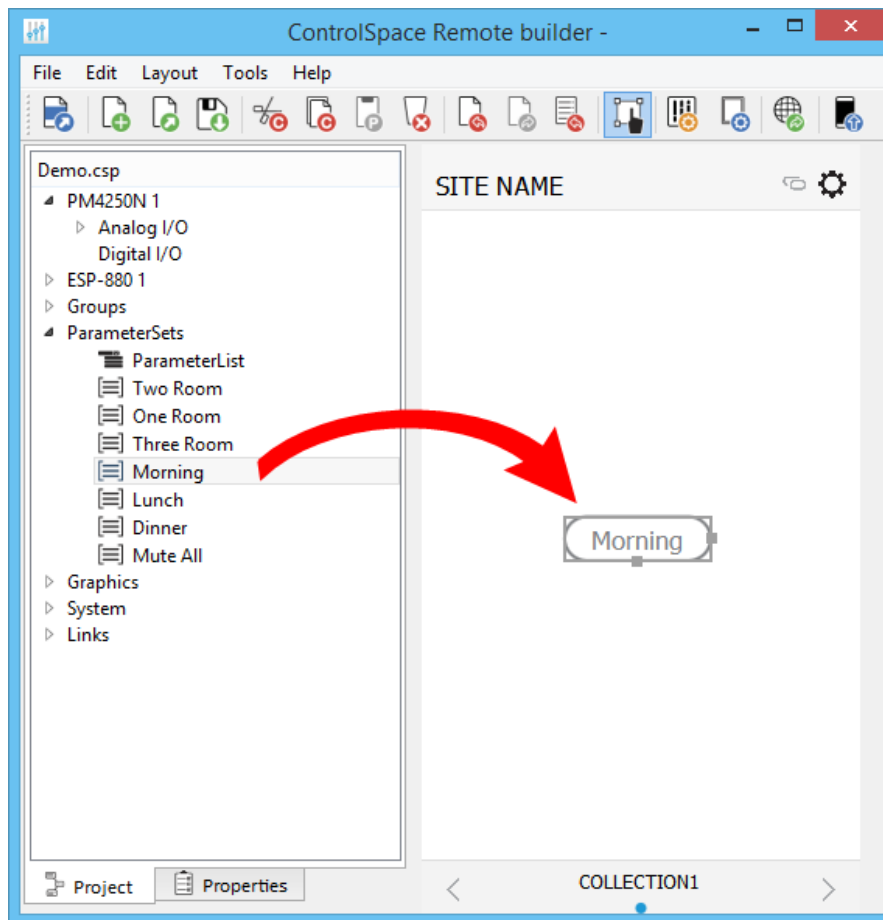 ControlSpace Remote builder -
File Edit Layout Tools Help
Demo.csp
PM4250N 1
Analog I/O
Digital I/O
ESP-880 1
Groups
ParameterSets
ParameterList
Two Room
One Room
Three Room
Morning
Lunch
Dinner
Mute All
Graphics
System
Links
Project
Properties
SITE NAME
Morning
COLLECTION1